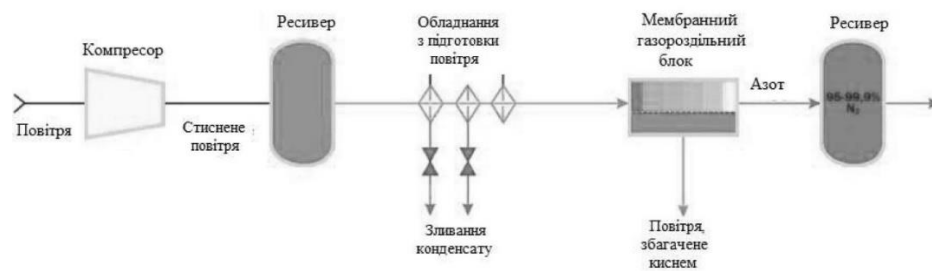 Компресор
Ресивер
Обладнання
з підготовки
повітря
Мембранний
газороздільний
блок
Ресивер
Повітря
Стиснене
повітря
Азот
95-99,9%
N₂
Зливання
конденсату
Повітря,
збагачене
киснем